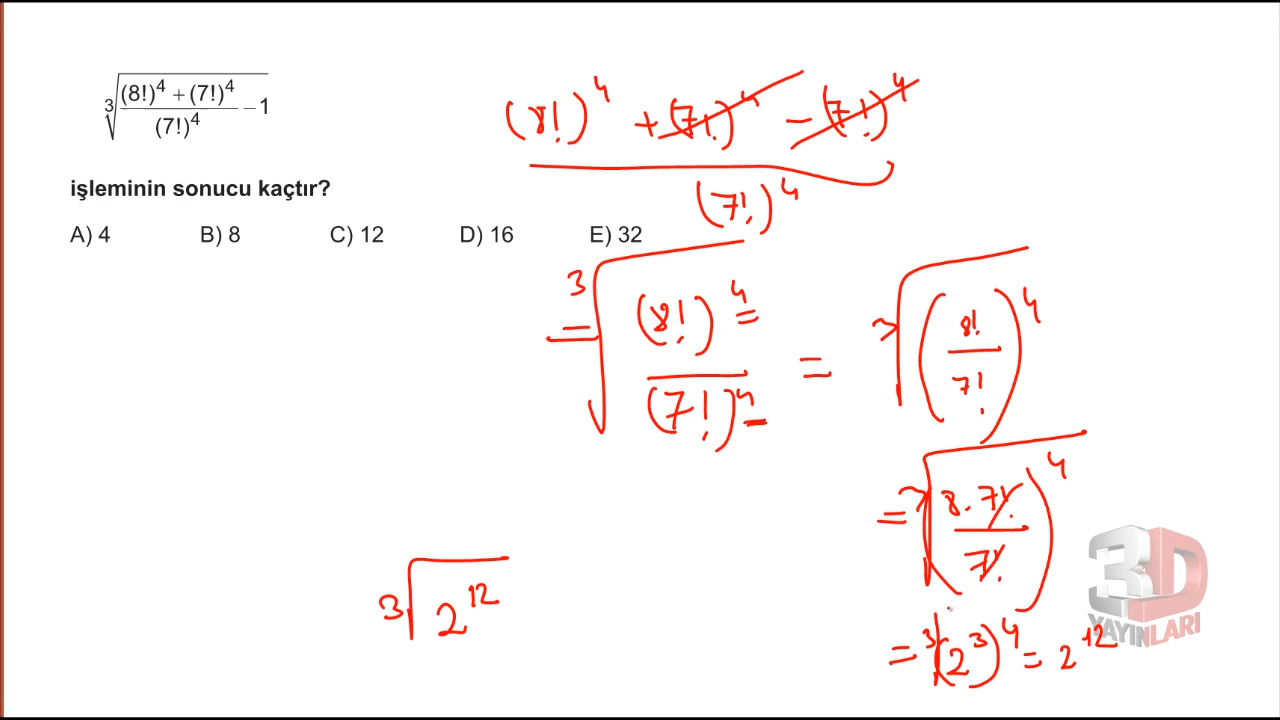 ∛(((8!)⁴ + (7!)⁴)/(7!)⁴ − 1)
işleminin sonucu kaçtır?
A) 4 B) 8 C) 12 D) 16 E) 32
((8!)⁴ + (7!)⁴ − (7!)⁴)/(7!)⁴
= ∛((8!)⁴/(7!)⁴) = ∛((8!/7!)⁴)
= ∛((8.7!/7!)⁴)
= ∛(2³)⁴ = 2¹²
∛(2¹²)
3D
YAYINLARI